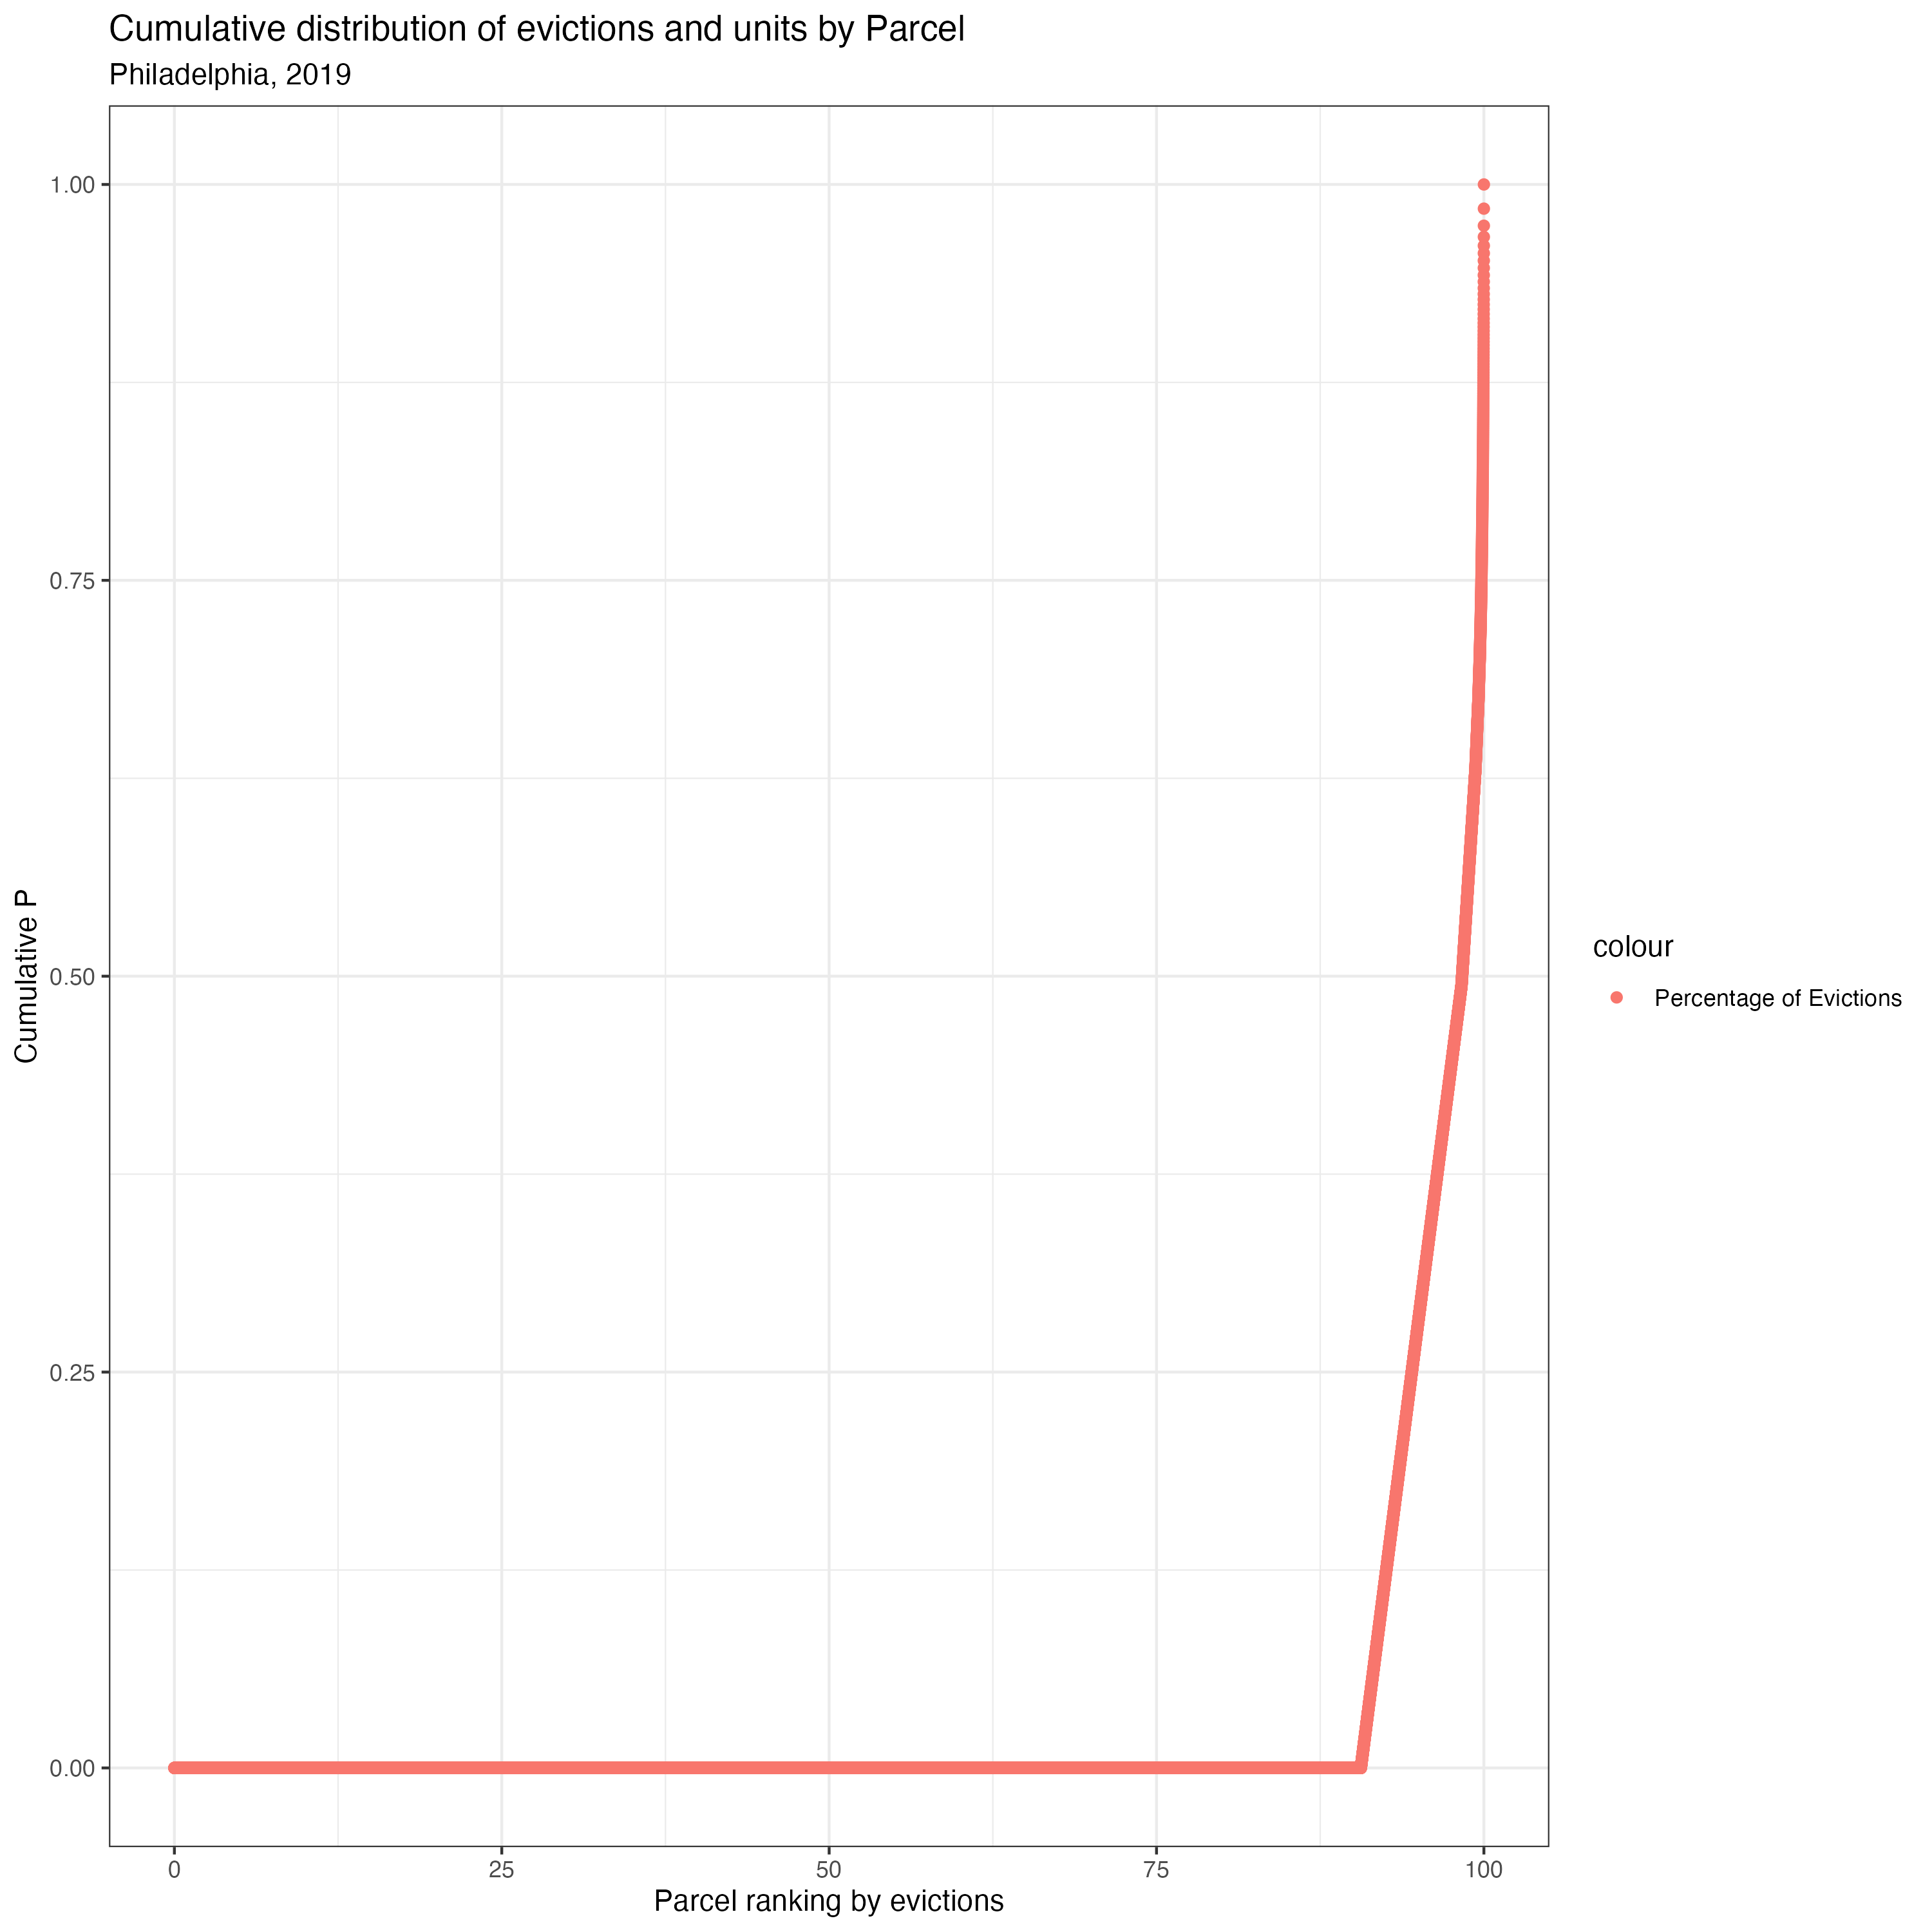 Cumulative distribution of evictions and units by Parcel
Philadelphia, 2019
1.00
0.75
0.50
0.25
0.00
Cumulative P
0
25
50
75
100
Parcel ranking by evictions
colour
Percentage of Evictions